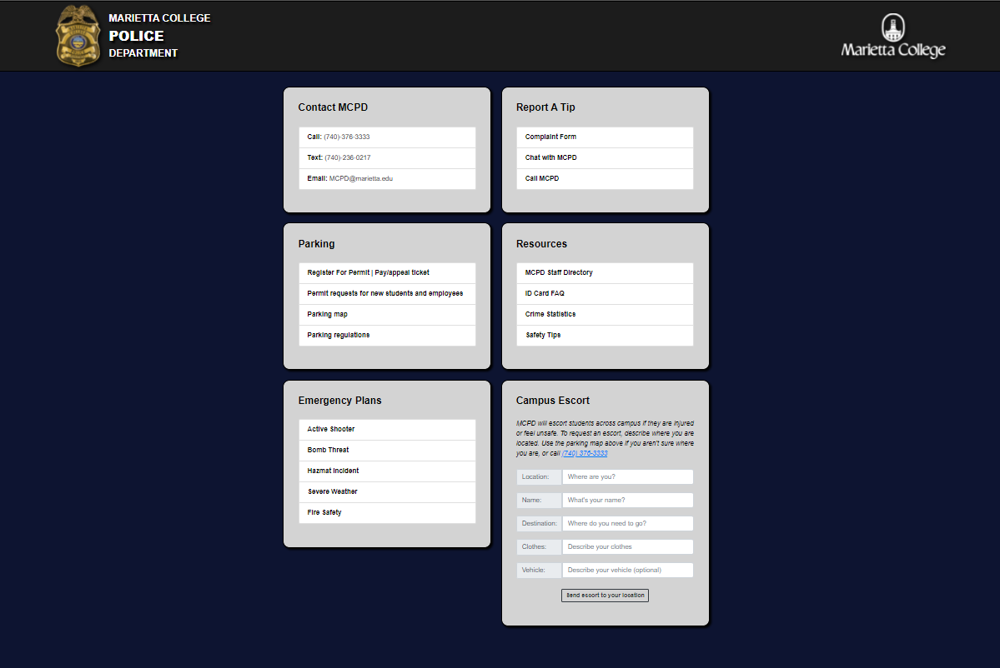 MARIETTA COLLEGE
POLICE
DEPARTMENT
Marietta College
Contact MCPD
Call: (740)-376-3333
Text: (740)-236-0217
Email: MCPD@marietta.edu
Report A Tip
Complaint Form
Chat with MCPD
Call MCPD
Parking
Register For Permit | Pay/appeal ticket
Permit requests for new students and employees
Parking map
Parking regulations
Resources
MCPD Staff Directory
ID Card FAQ
Crime Statistics
Safety Tips
Emergency Plans
Active Shooter
Bomb Threat
Hazmat Incident
Severe Weather
Fire Safety
Campus Escort
MCPD will escort students across campus if they are injured
or feel unsafe. To request an escort, describe where you are
located. Use the parking map above if you aren't sure where
you are, or call (740) 376-3333
Location: Where are you?
Name: What's your name?
Destination: Where do you need to go?
Clothes: Describe your clothes
Vehicle: Describe your vehicle (optional)
Send escort to your location